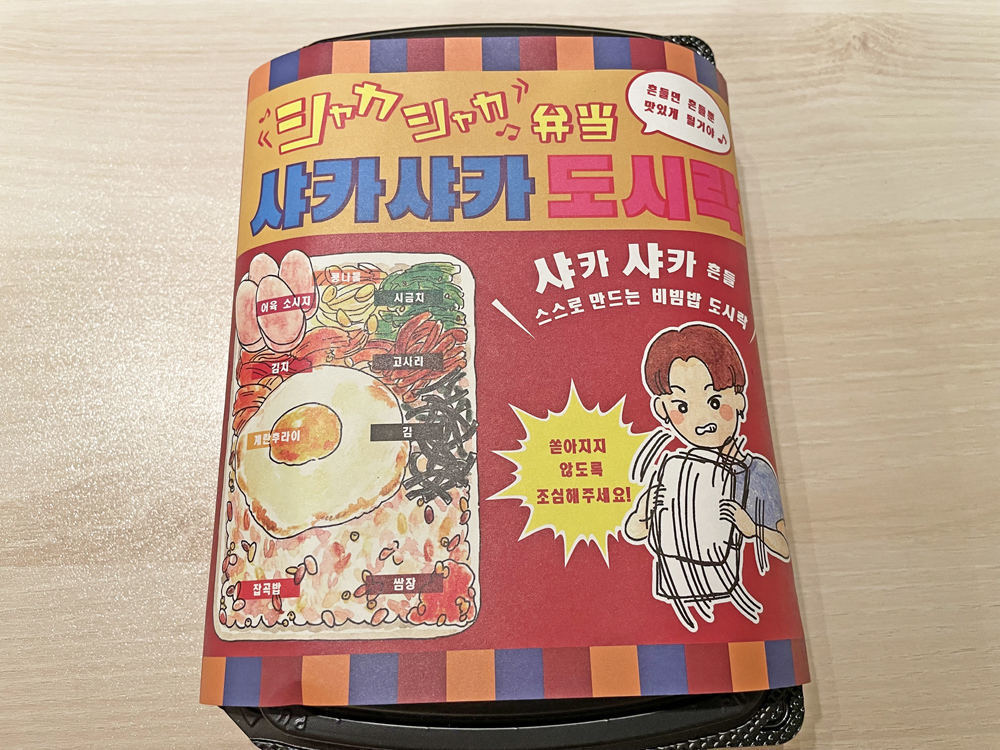 シャカシャカ弁当
흔들면 흔들뿐
맛있게 될거야♪
샤카샤카 도시락
샤카 샤카 흔들
스스로 만드는 비빔밥 도시락
콩나물
어육 소시지
시금치
김치
고사리
계란후라이
김
쏟아지지
않도록
조심해주세요!
잡곡밥
쌈장